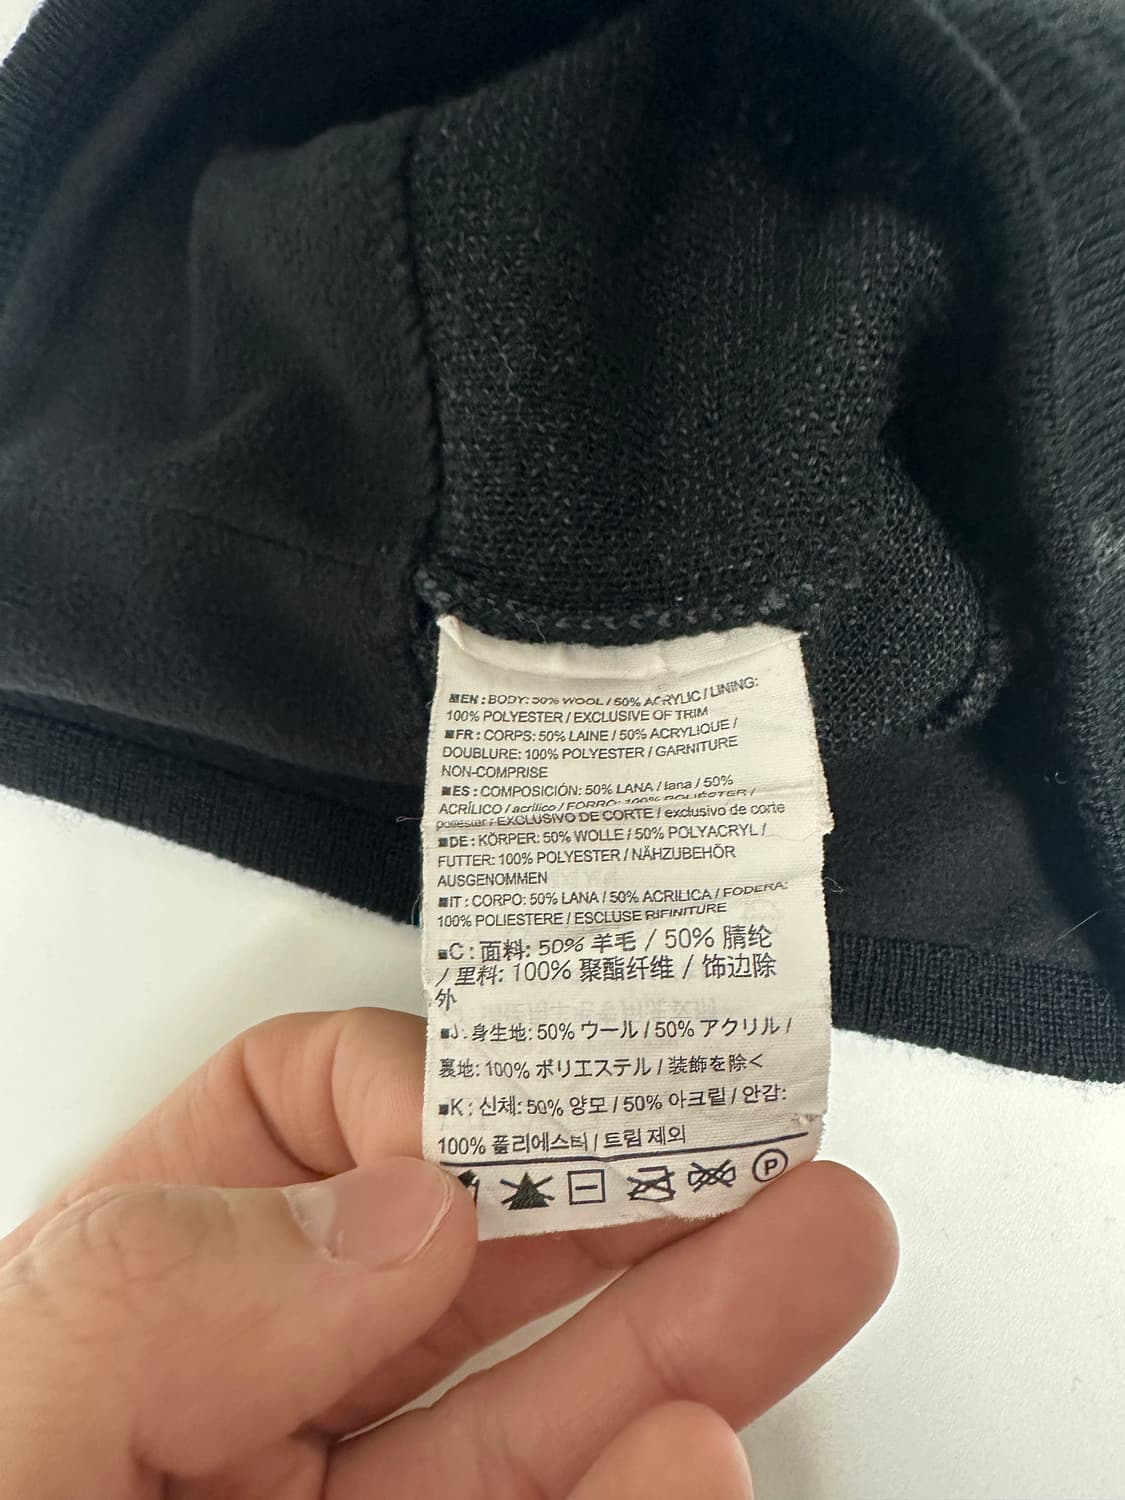 ■EN : BODY: 50% WOOL / 50% ACRYLIC / LINING:
100% POLYESTER / EXCLUSIVE OF TRIM
■FR : CORPS: 50% LAINE / 50% ACRYLIQUE /
DOUBLURE: 100% POLYESTER / GARNITURE
NON-COMPRISE
■ES : COMPOSICIÓN: 50% LANA / lana / 50%
ACRÍLICO / acrílico / FORRO: 100% POLIÉSTER /
poliéster / EXCLUSIVO DE CORTE / exclusivo de corte
■DE : KÖRPER: 50% WOLLE / 50% POLYACRYL /
FUTTER: 100% POLYESTER / NÄHZUBEHÖR
AUSGENOMMEN
■IT : CORPO: 50% LANA / 50% ACRILICA / FODERA:
100% POLIESTERE / ESCLUSE RIFINITURE
■C : 面料: 50% 羊毛 / 50% 腈纶
/ 里料: 100% 聚酯纤维 / 饰边除
外
■J : 身生地: 50% ウール / 50% アクリル /
裏地: 100% ポリエステル / 装飾を除く
■K : 신체: 50% 양모 / 50% 아크릴 / 안감:
100% 폴리에스터 / 트림 제외
P